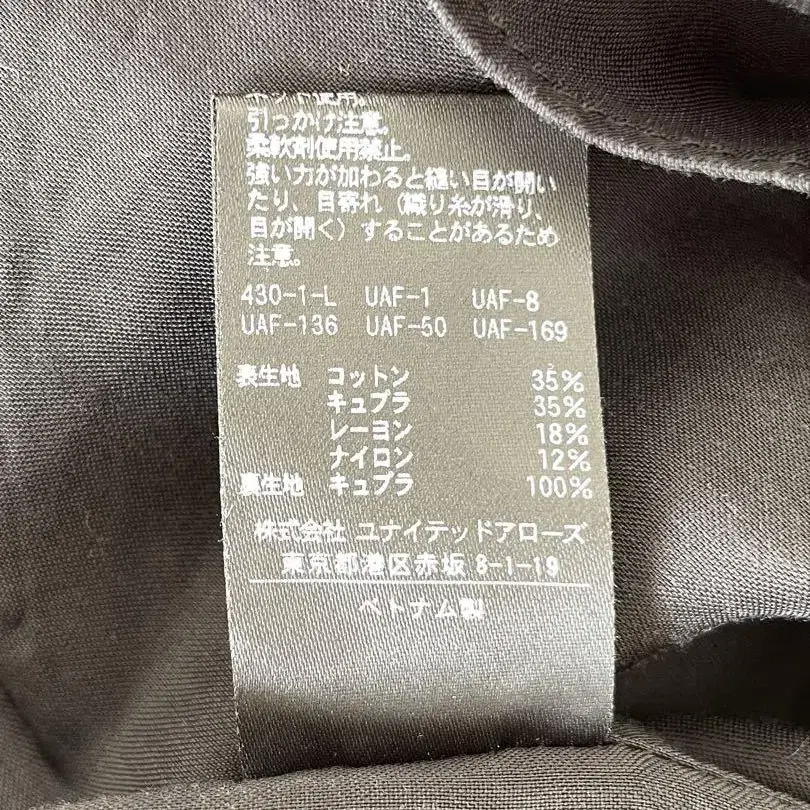 ネット使用。
引っかけ注意。
柔軟剤使用禁止。
強い力が加わると縫い目が開い
たり、目寄れ（織り糸が滑り、
目が開く）することがあるため
注意。
430-1-L UAF-1 UAF-8
UAF-136 UAF-50 UAF-169
表生地 コットン 35%
キュプラ 35%
レーヨン 18%
ナイロン 12%
裏生地 キュプラ 100%
株式会社 ユナイテッドアローズ
東京都港区赤坂 8-1-19
ベトナム製